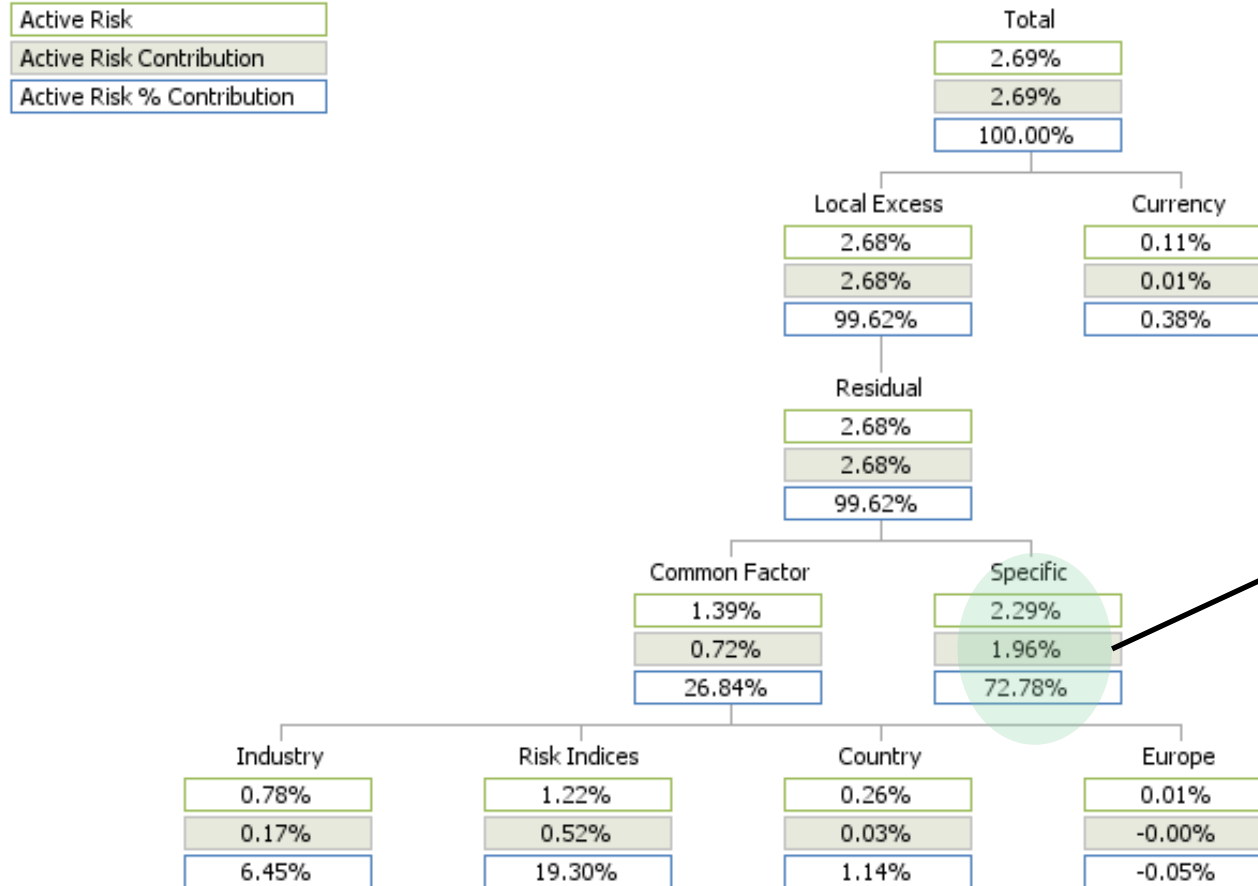 Active Risk
Active Risk Contribution
Active Risk % Contribution
Total
2.69%
2.69%
100.00%
Local Excess
2.68%
2.68%
99.62%
Currency
0.11%
0.01%
0.38%
Residual
2.68%
2.68%
99.62%
Common Factor
1.39%
0.72%
26.84%
Specific
2.29%
1.96%
72.78%
Industry
0.78%
0.17%
6.45%
Risk Indices
1.22%
0.52%
19.30%
Country
0.26%
0.03%
1.14%
Europe
0.01%
-0.00%
-0.05%